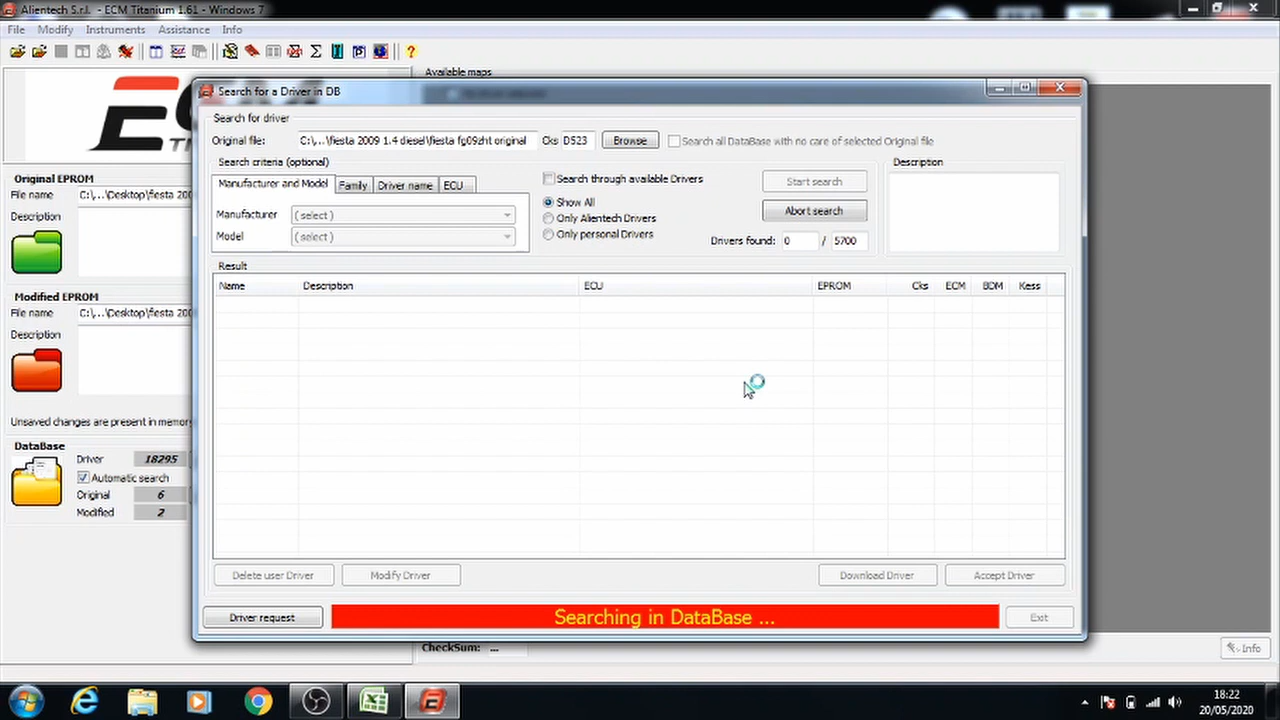 Alientech S.r.l. - ECM Titanium 1.61 - Windows 7
File Modify Instruments Assistance Info
Available maps
Search for a Driver in DB
Search for driver
Original file: C:\,..\fiesta 2009 1.4 diesel\fiesta fg09zht original Cks D523 Browse Search all DataBase with no care of selected Original file
Search criteria (optional)
Manufacturer and Model Family Driver name ECU
Manufacturer ( select )
Model ( select )
Search through available Drivers
Show All
Only Alientech Drivers
Only personal Drivers
Start search
Abort search
Drivers found: 0 / 5700
Description
Result
Name Description ECU EPROM Cks ECM BDM Kess
Delete user Driver Modify Driver Download Driver Accept Driver
Driver request Searching in DataBase ... Exit
Original EPROM
File name C:\,..\Desktop\fiesta 200
Description
Modified EPROM
File name C:\,..\Desktop\fiesta 200
Description
Unsaved changes are present in memory
DataBase
Driver 18295
Automatic search
Original 6
Modified 2
CheckSum: ... Info
18:22
20/05/2020